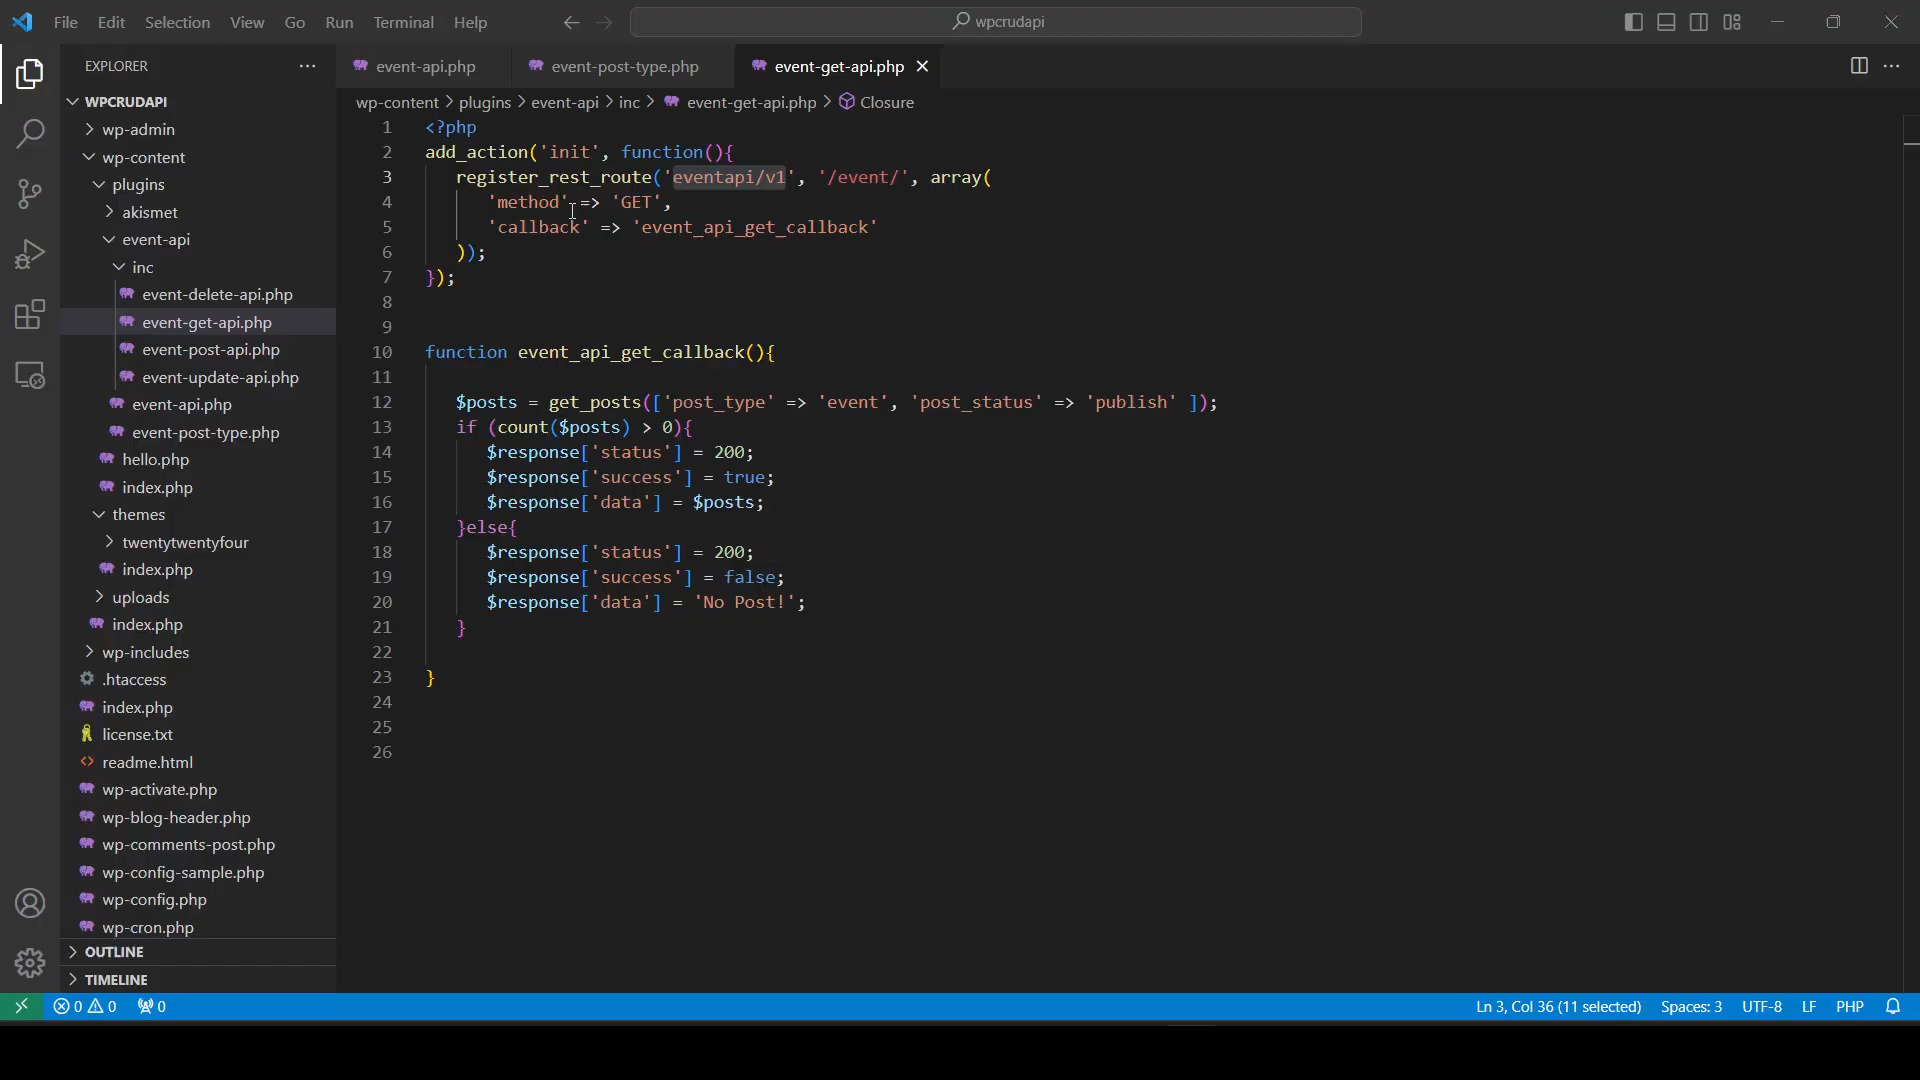 File Edit Selection View Go Run Terminal Help
wpcrudapi
EXPLORER
event-api.php
event-post-type.php
event-get-api.php
WPCRUDAPI
wp-admin
wp-content
plugins
akismet
event-api
inc
event-delete-api.php
event-get-api.php
event-post-api.php
event-update-api.php
event-api.php
event-post-type.php
hello.php
index.php
themes
twentytwentyfour
index.php
uploads
index.php
wp-includes
.htaccess
index.php
license.txt
readme.html
wp-activate.php
wp-blog-header.php
wp-comments-post.php
wp-config-sample.php
wp-config.php
wp-cron.php
OUTLINE
TIMELINE
wp-content > plugins > event-api > inc > event-get-api.php > Closure
1 <?php
2 add_action('init', function(){
3 register_rest_route('eventapi/v1', '/event/', array(
4 'method' => 'GET',
5 'callback' => 'event_api_get_callback'
6 ));
7 });
8
9
10 function event_api_get_callback(){
11
12 $posts = get_posts(['post_type' => 'event', 'post_status' => 'publish' ]);
13 if (count($posts) > 0){
14 $response['status'] = 200;
15 $response['success'] = true;
16 $response['data'] = $posts;
17 }else{
18 $response['status'] = 200;
19 $response['success'] = false;
20 $response['data'] = 'No Post!';
21 }
22
23 }
24
25
26
0 0 0
Ln 3, Col 36 (11 selected) Spaces: 3 UTF-8 LF PHP